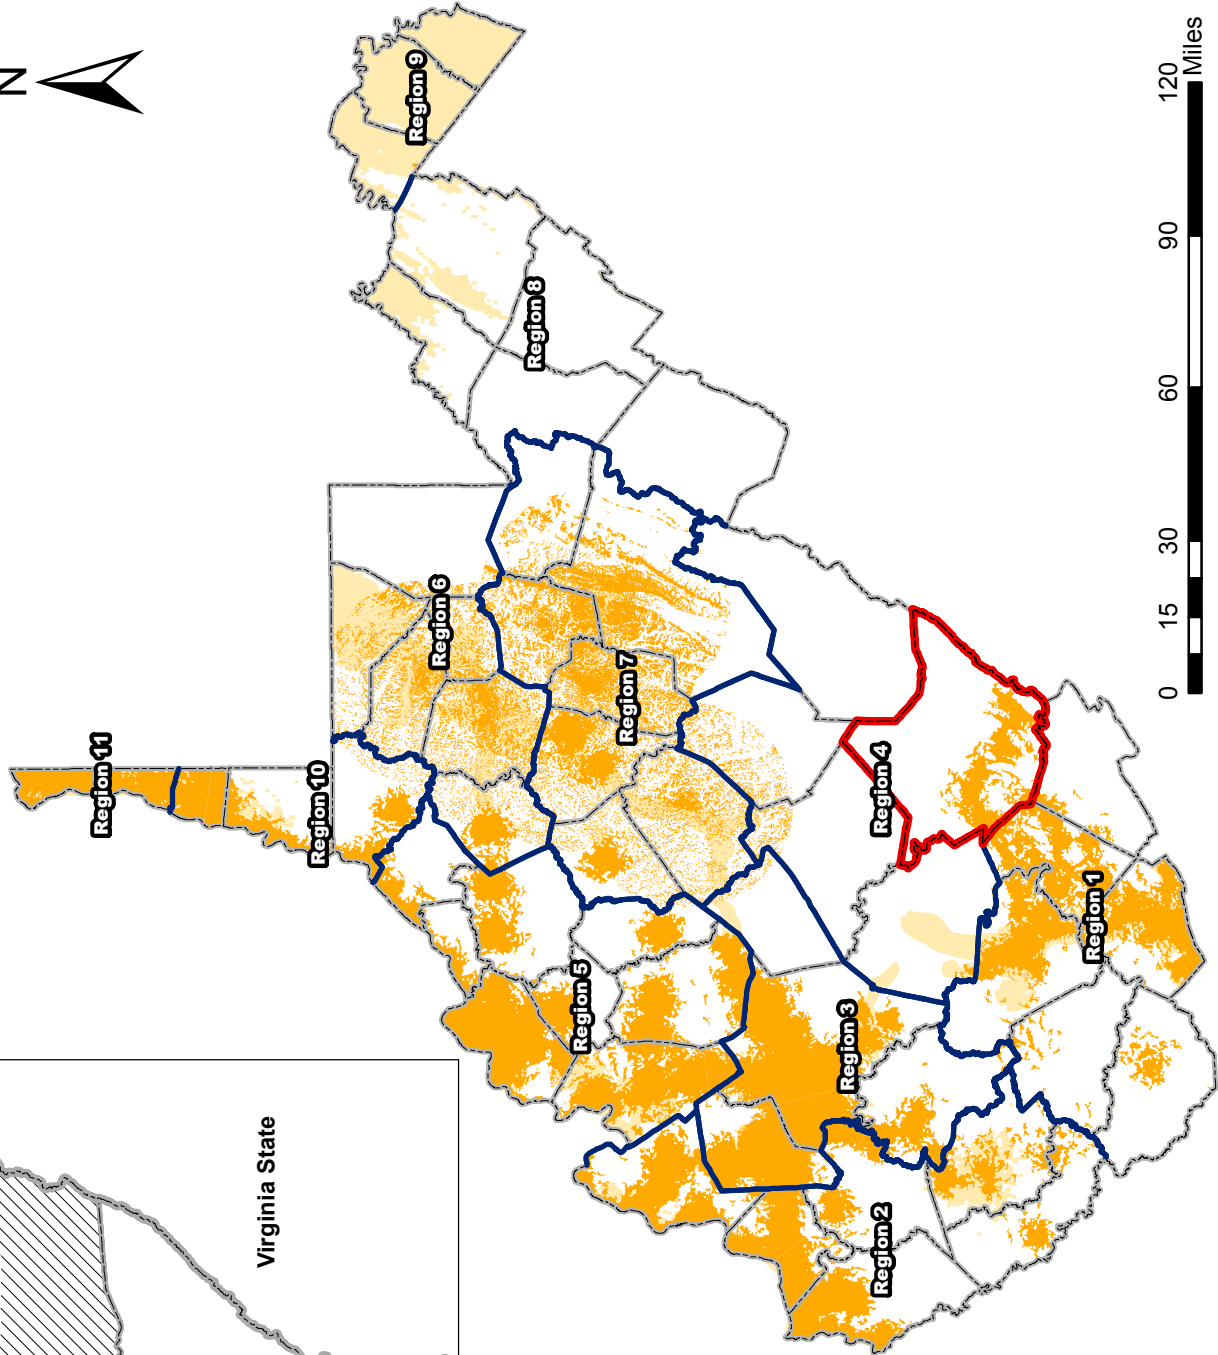 N
Region 9
Region 8
Region 6
Region 7
Region 11
Region 10
Region 4
Region 5
Region 3
Region 1
Region 2
Virginia State
0 15 30 60 90 120
Miles